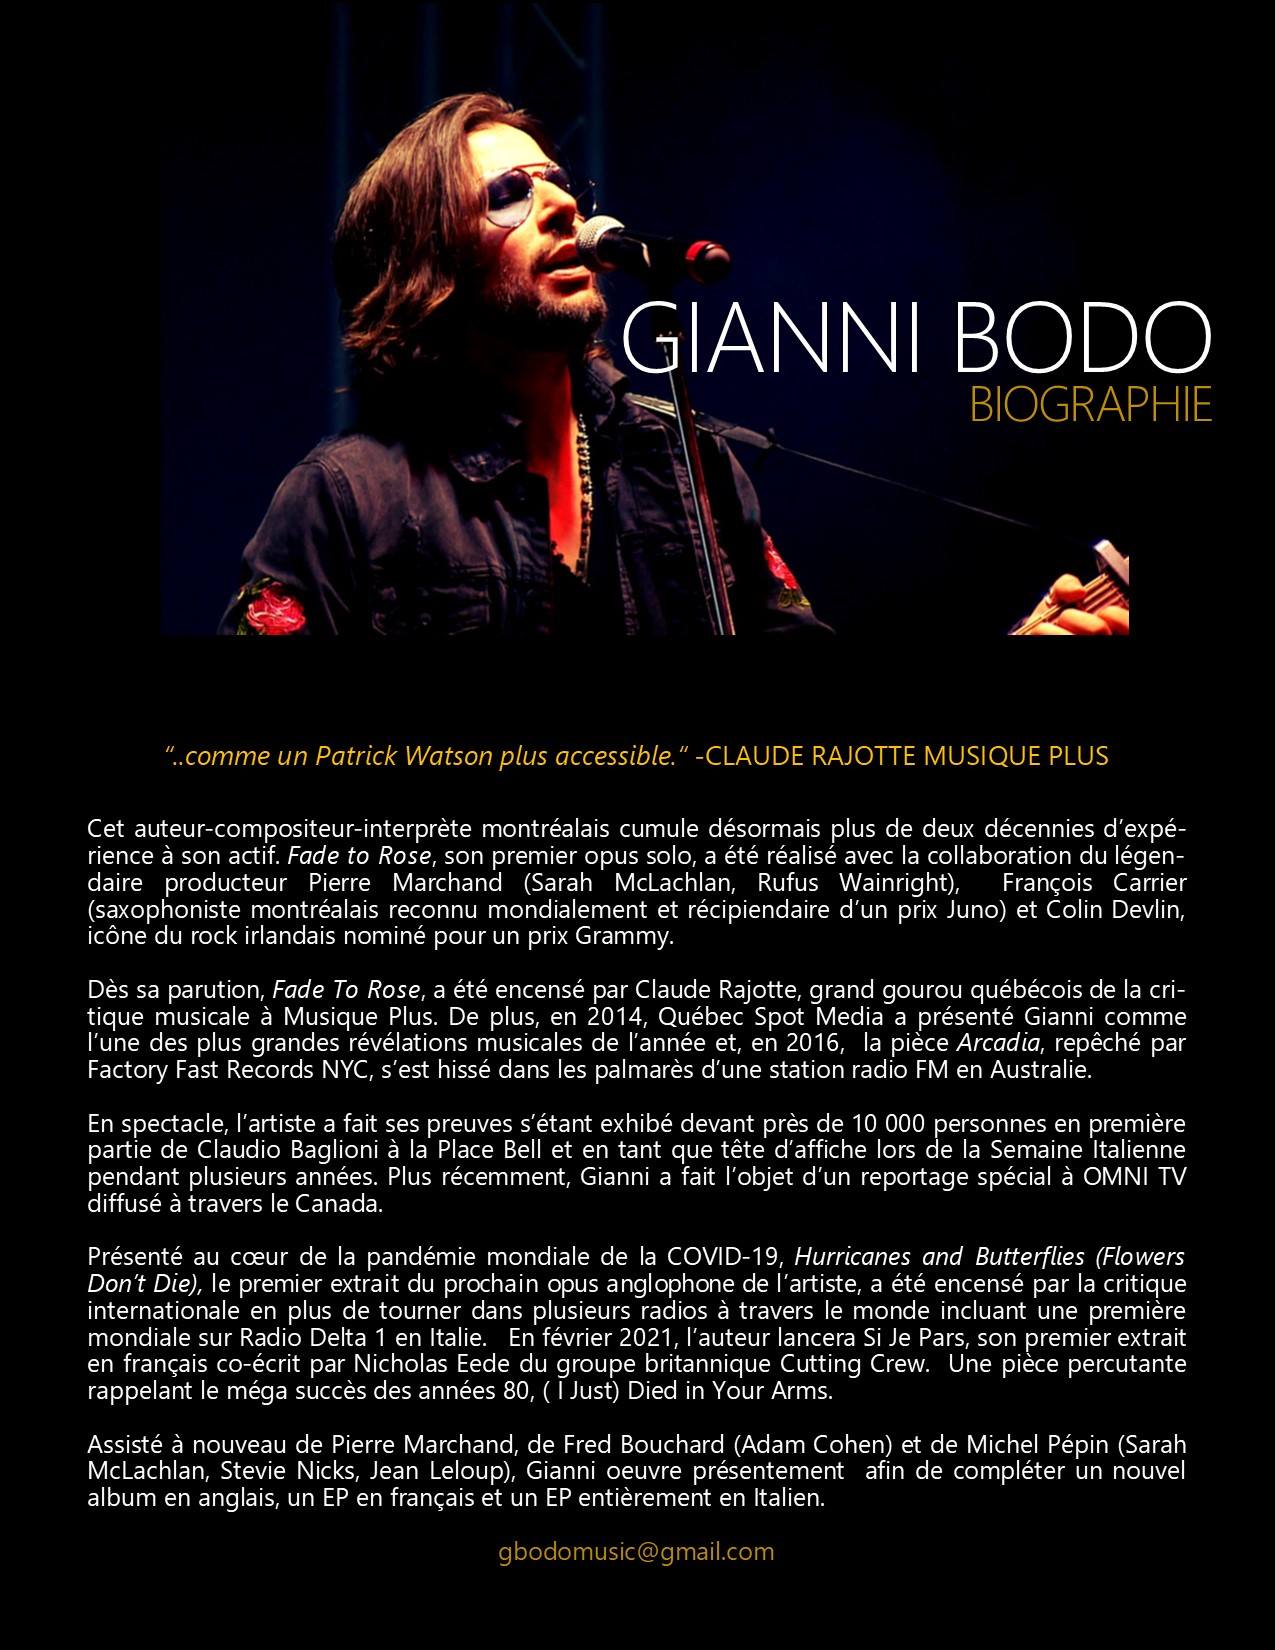 GIANNI BODO
BIOGRAPHIE
“..comme un Patrick Watson plus accessible.“ -CLAUDE RAJOTTE MUSIQUE PLUS
Cet auteur-compositeur-interprète montréalais cumule désormais plus de deux décennies d’expé-
rience à son actif. Fade to Rose, son premier opus solo, a été réalisé avec la collaboration du légen-
daire producteur Pierre Marchand (Sarah McLachlan, Rufus Wainright), François Carrier
(saxophoniste montréalais reconnu mondialement et récipiendaire d’un prix Juno) et Colin Devlin,
icône du rock irlandais nominé pour un prix Grammy.
Dès sa parution, Fade To Rose, a été encensé par Claude Rajotte, grand gourou québécois de la cri-
tique musicale à Musique Plus. De plus, en 2014, Québec Spot Media a présenté Gianni comme
l’une des plus grandes révélations musicales de l’année et, en 2016, la pièce Arcadia, repêché par
Factory Fast Records NYC, s’est hissé dans les palmarès d’une station radio FM en Australie.
En spectacle, l’artiste a fait ses preuves s’étant exhibé devant près de 10 000 personnes en première
partie de Claudio Baglioni à la Place Bell et en tant que tête d’affiche lors de la Semaine Italienne
pendant plusieurs années. Plus récemment, Gianni a fait l’objet d’un reportage spécial à OMNI TV
diffusé à travers le Canada.
Présenté au cœur de la pandémie mondiale de la COVID-19, Hurricanes and Butterflies (Flowers
Don’t Die), le premier extrait du prochain opus anglophone de l’artiste, a été encensé par la critique
internationale en plus de tourner dans plusieurs radios à travers le monde incluant une première
mondiale sur Radio Delta 1 en Italie. En février 2021, l’auteur lancera Si Je Pars, son premier extrait
en français co-écrit par Nicholas Eede du groupe britannique Cutting Crew. Une pièce percutante
rappelant le méga succès des années 80, ( I Just) Died in Your Arms.
Assisté à nouveau de Pierre Marchand, de Fred Bouchard (Adam Cohen) et de Michel Pépin (Sarah
McLachlan, Stevie Nicks, Jean Leloup), Gianni oeuvre présentement afin de compléter un nouvel
album en anglais, un EP en français et un EP entièrement en Italien.
gbodomusic@gmail.com